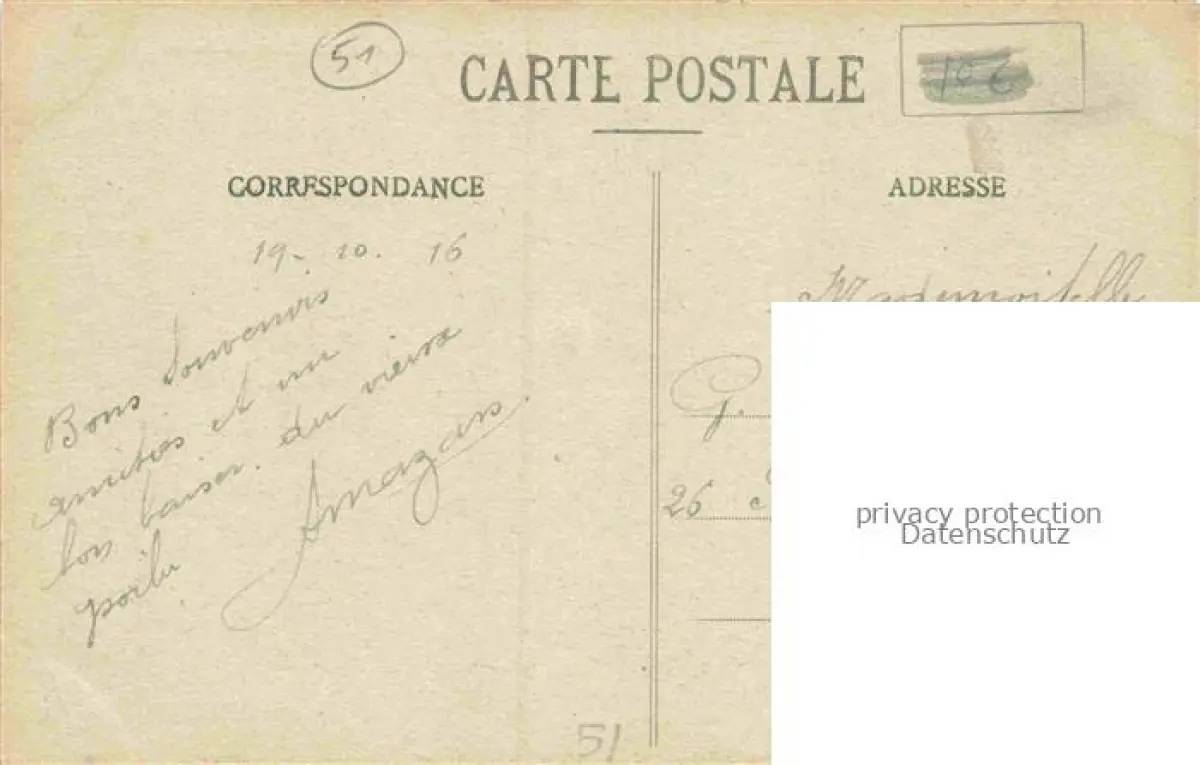 51
CARTE POSTALE
106
CORRESPONDANCE
ADRESSE
19. 10. 16
Bons Souvenirs
amitiés et un
bon baiser. du vieux
poilu
Mademoiselle
G.
26
privacy protection
Datenschutz
51